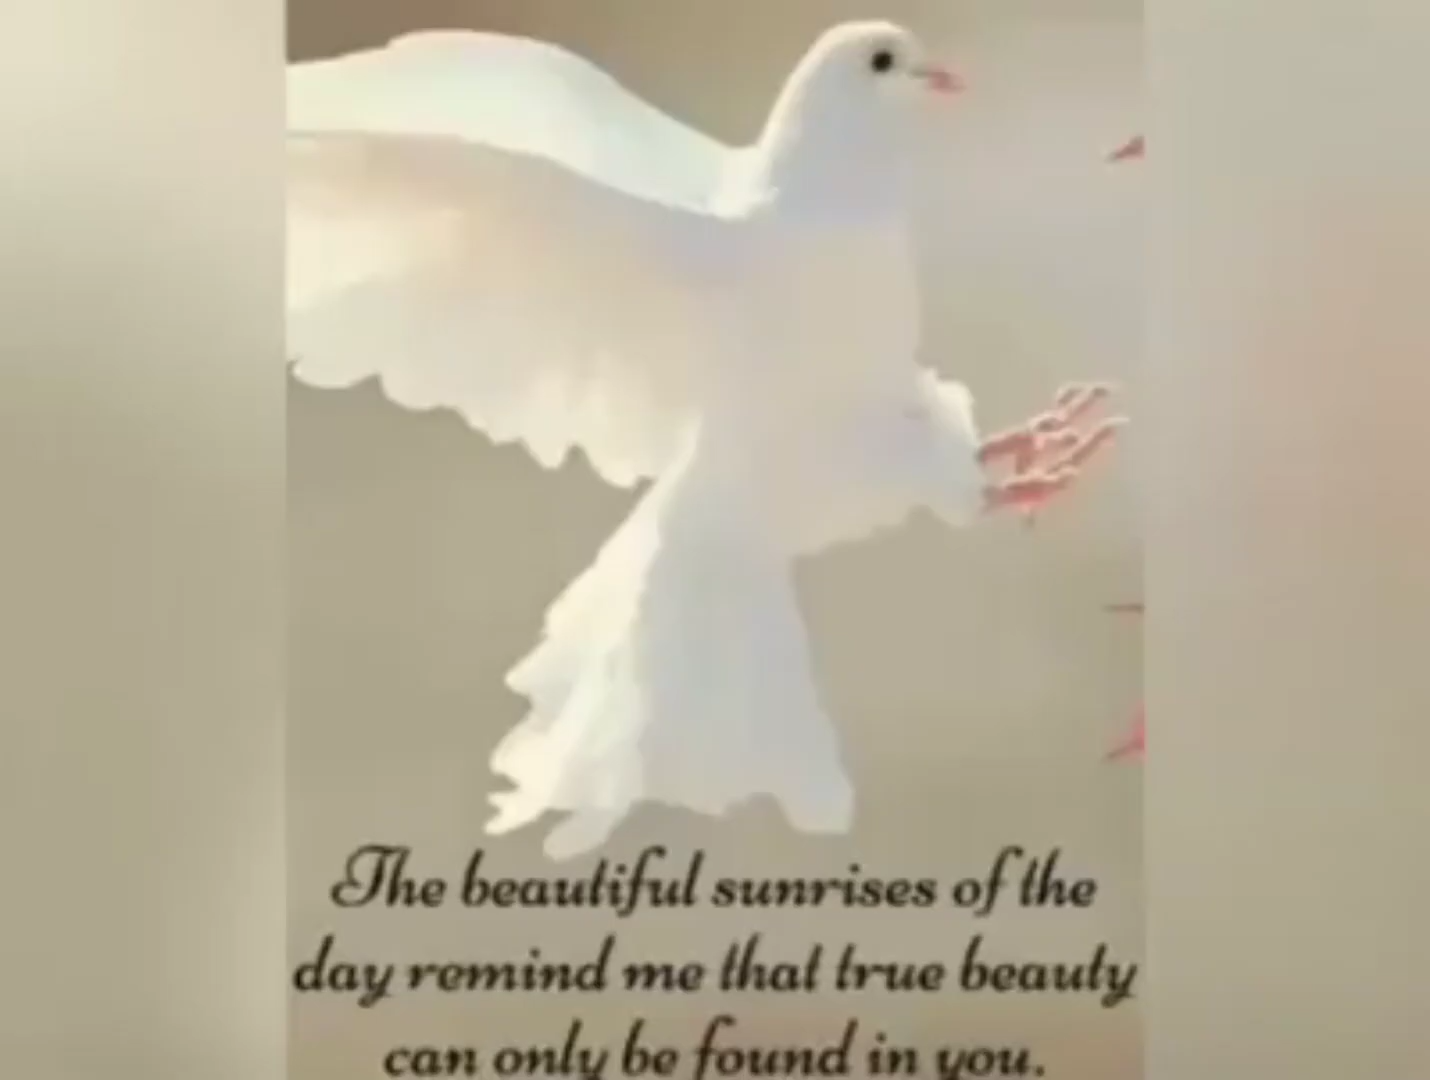 The beautiful sunrises of the
day remind me that true beauty
can only be found in you.